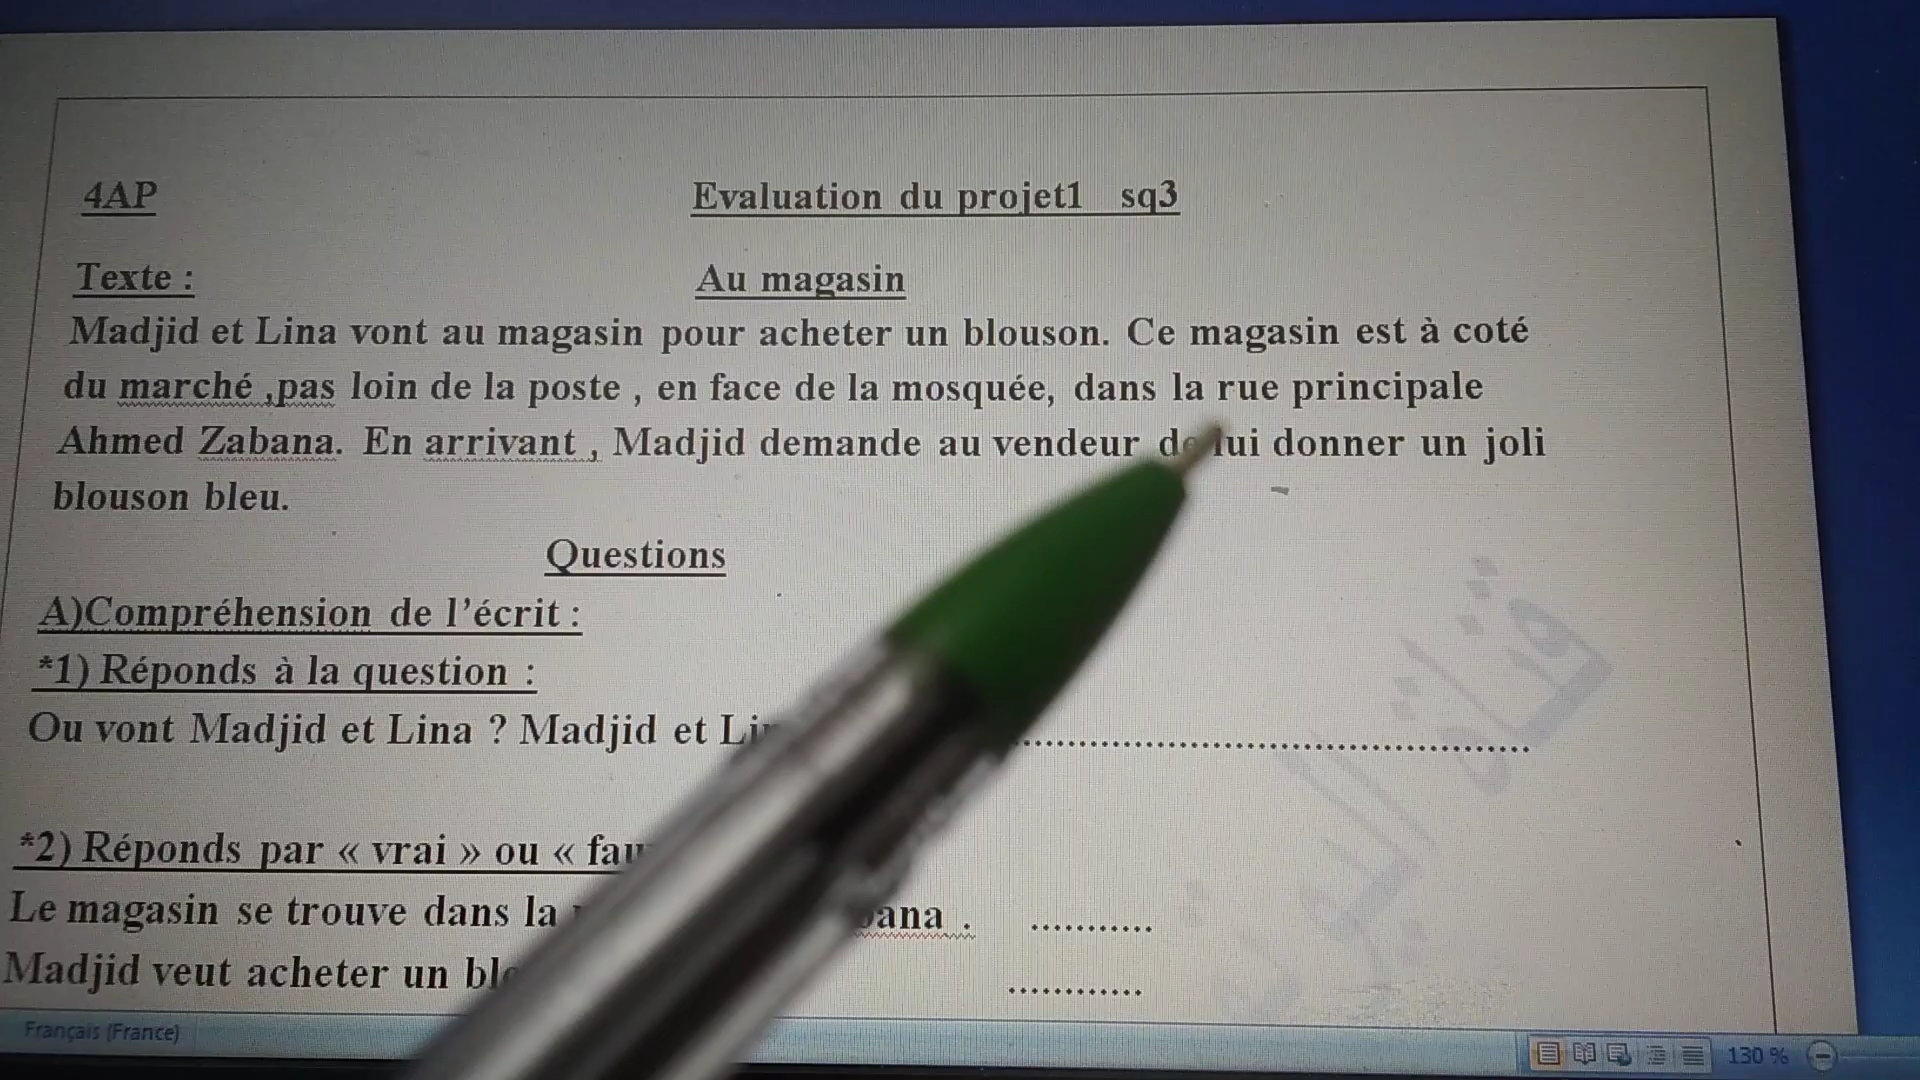 4AP Evaluation du projet1 sq3
Texte : Au magasin
Madjid et Lina vont au magasin pour acheter un blouson. Ce magasin est à coté
du marché ,pas loin de la poste , en face de la mosquée, dans la rue principale
Ahmed Zabana. En arrivant , Madjid demande au vendeur de lui donner un joli
blouson bleu.
Questions
A)Compréhension de l'écrit :
*1) Réponds à la question :
Ou vont Madjid et Lina ? Madjid et ..............................................
*2) Réponds par « vrai » ou «
Le magasin se trouve dans la . ...........
Madjid veut acheter un ............
Français (France) 130 %
قناة